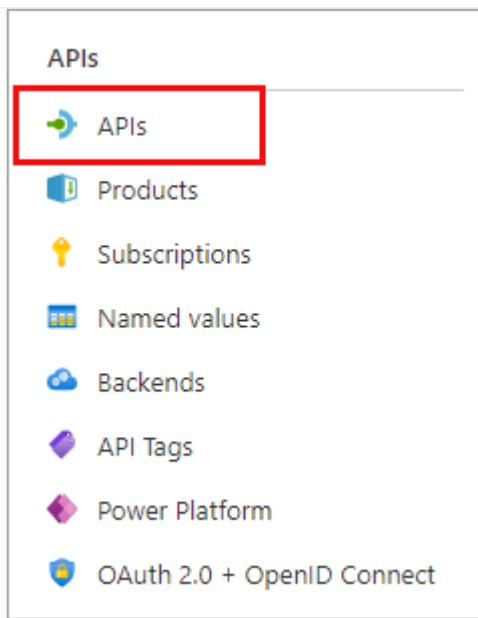 APIs
APIs
Products
Subscriptions
Named values
Backends
API Tags
Power Platform
OAuth 2.0 + OpenID Connect